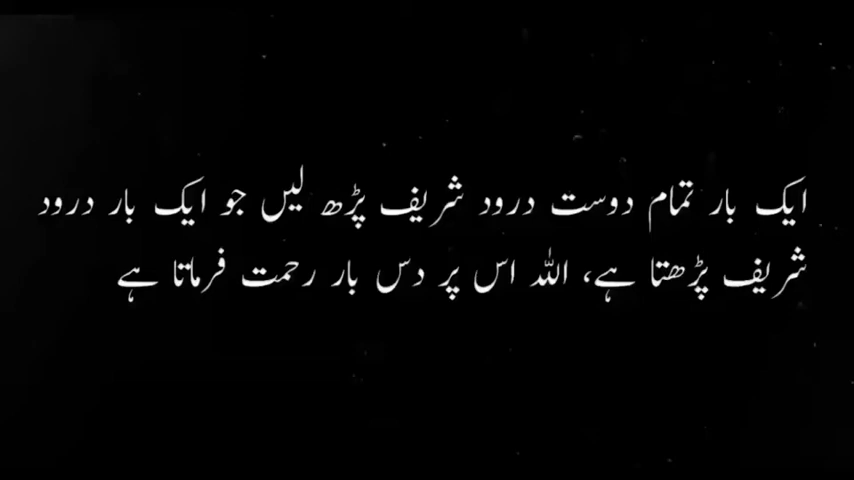 ایک بار تمام دوست درود شریف پڑھ لیں جو ایک بار درود
شریف پڑھتا ہے، اللہ اس پر دس بار رحمت فرماتا ہے